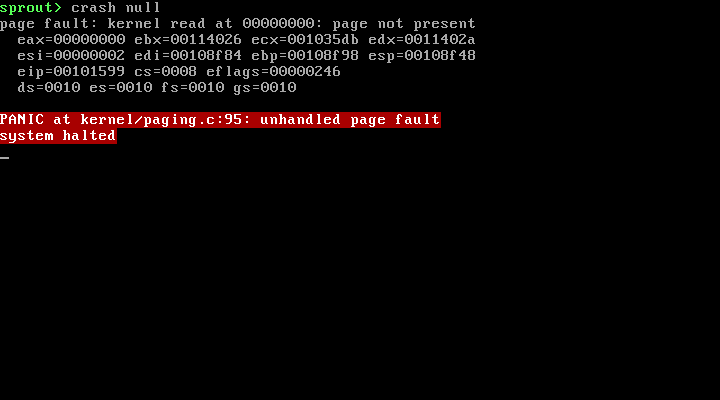 sprout> crash null
page fault: kernel read at 00000000: page not present
  eax=00000000 ebx=00114026 ecx=001035db edx=0011402a
  esi=00000002 edi=00108f84 ebp=00108f98 esp=00108f48
  eip=00101599 cs=0008 eflags=00000246
  ds=0010 es=0010 fs=0010 gs=0010
PANIC at kernel/paging.c:95: unhandled page fault
system halted
_